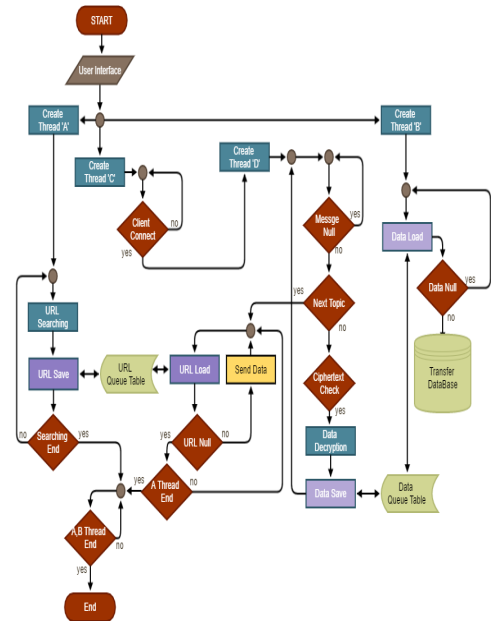 START
User Interface
Create
Thread 'A'
Create
Thread 'B'
Create
Thread 'C'
Create
Thread 'D'
Client
Connect
no
yes
Messge
Null
yes
no
Data Load
Data Null
yes
no
Transfer
DataBase
Next Topic
yes
no
URL
Searching
URL Save
URL
Queue Table
URL Load
Send Data
Ciphertext
Check
yes
Data
Decryption
Data Save
Data
Queue Table
Searching
End
no
yes
URL Null
yes
no
A Thread
End
yes
no
A,B Thread
End
no
yes
End